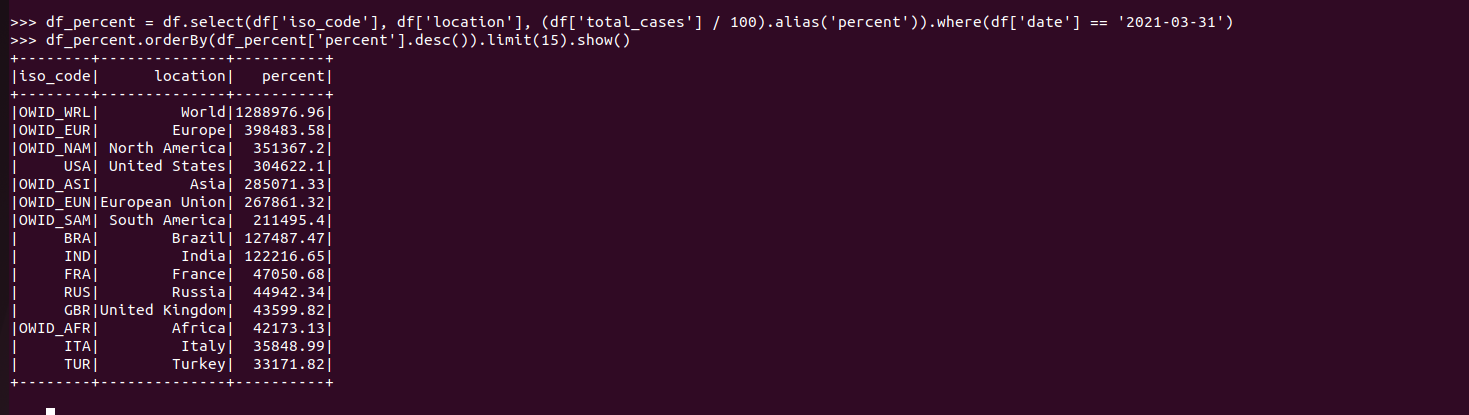 >>> df_percent = df.select(df['iso_code'], df['location'], (df['total_cases'] / 100).alias('percent')).where(df['date'] == '2021-03-31')
>>> df_percent.orderBy(df_percent['percent'].desc()).limit(15).show()
+--------+--------------+----------+
|iso_code|      location|   percent|
+--------+--------------+----------+
|OWID_WRL|         World|1288976.96|
|OWID_EUR|        Europe| 398483.58|
|OWID_NAM| North America|  351367.2|
|     USA| United States|  304622.1|
|OWID_ASI|          Asia| 285071.33|
|OWID_EUN|European Union| 267861.32|
|OWID_SAM| South America|  211495.4|
|     BRA|        Brazil| 127487.47|
|     IND|         India| 122216.65|
|     FRA|        France|  47050.68|
|     RUS|        Russia|  44942.34|
|     GBR|United Kingdom|  43599.82|
|OWID_AFR|        Africa|  42173.13|
|     ITA|         Italy|  35848.99|
|     TUR|        Turkey|  33171.82|
+--------+--------------+----------+